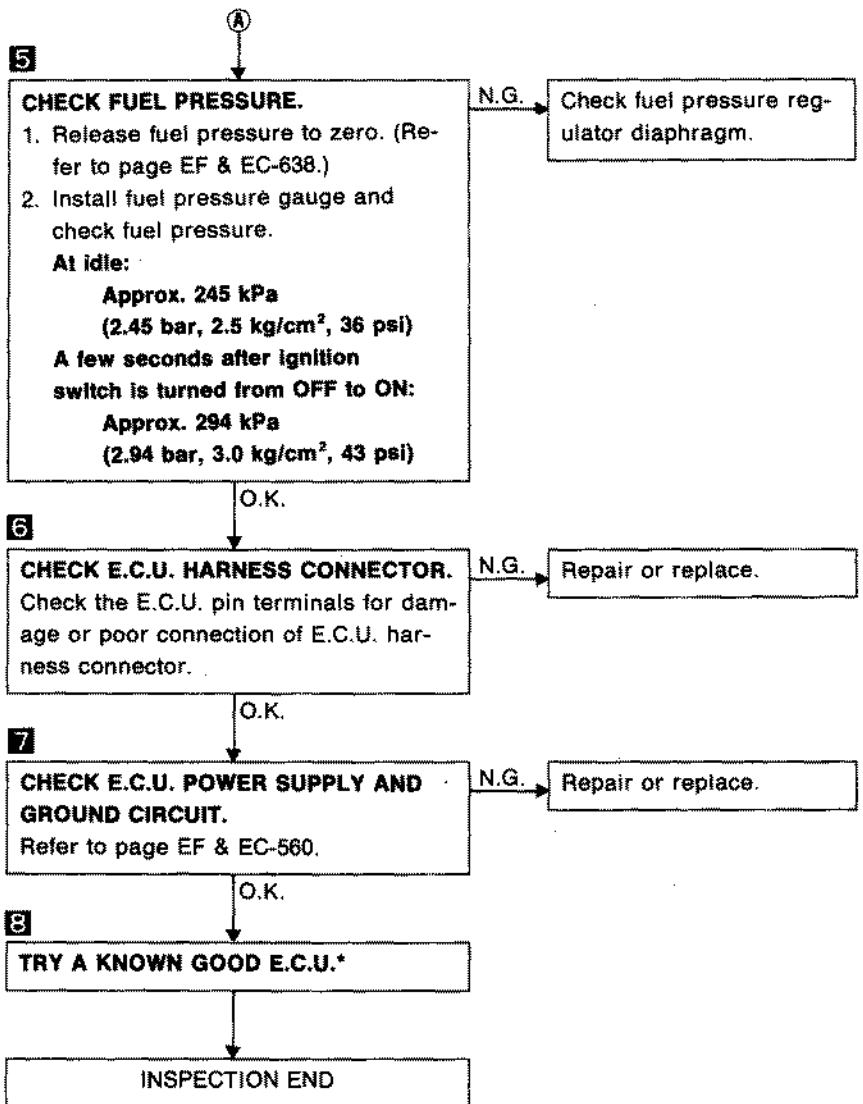 A
5
CHECK FUEL PRESSURE.
1. Release fuel pressure to zero. (Re-
fer to page EF & EC-638.)
2. Install fuel pressure gauge and
check fuel pressure.
At idle:
Approx. 245 kPa
(2.45 bar, 2.5 kg/cm², 36 psi)
A few seconds after ignition
switch is turned from OFF to ON:
Approx. 294 kPa
(2.94 bar, 3.0 kg/cm², 43 psi)
N.G.
Check fuel pressure reg-
ulator diaphragm.
O.K.
6
CHECK E.C.U. HARNESS CONNECTOR.
Check the E.C.U. pin terminals for dam-
age or poor connection of E.C.U. har-
ness connector.
N.G.
Repair or replace.
O.K.
7
CHECK E.C.U. POWER SUPPLY AND
GROUND CIRCUIT.
Refer to page EF & EC-560.
N.G.
Repair or replace.
O.K.
8
TRY A KNOWN GOOD E.C.U.*
INSPECTION END